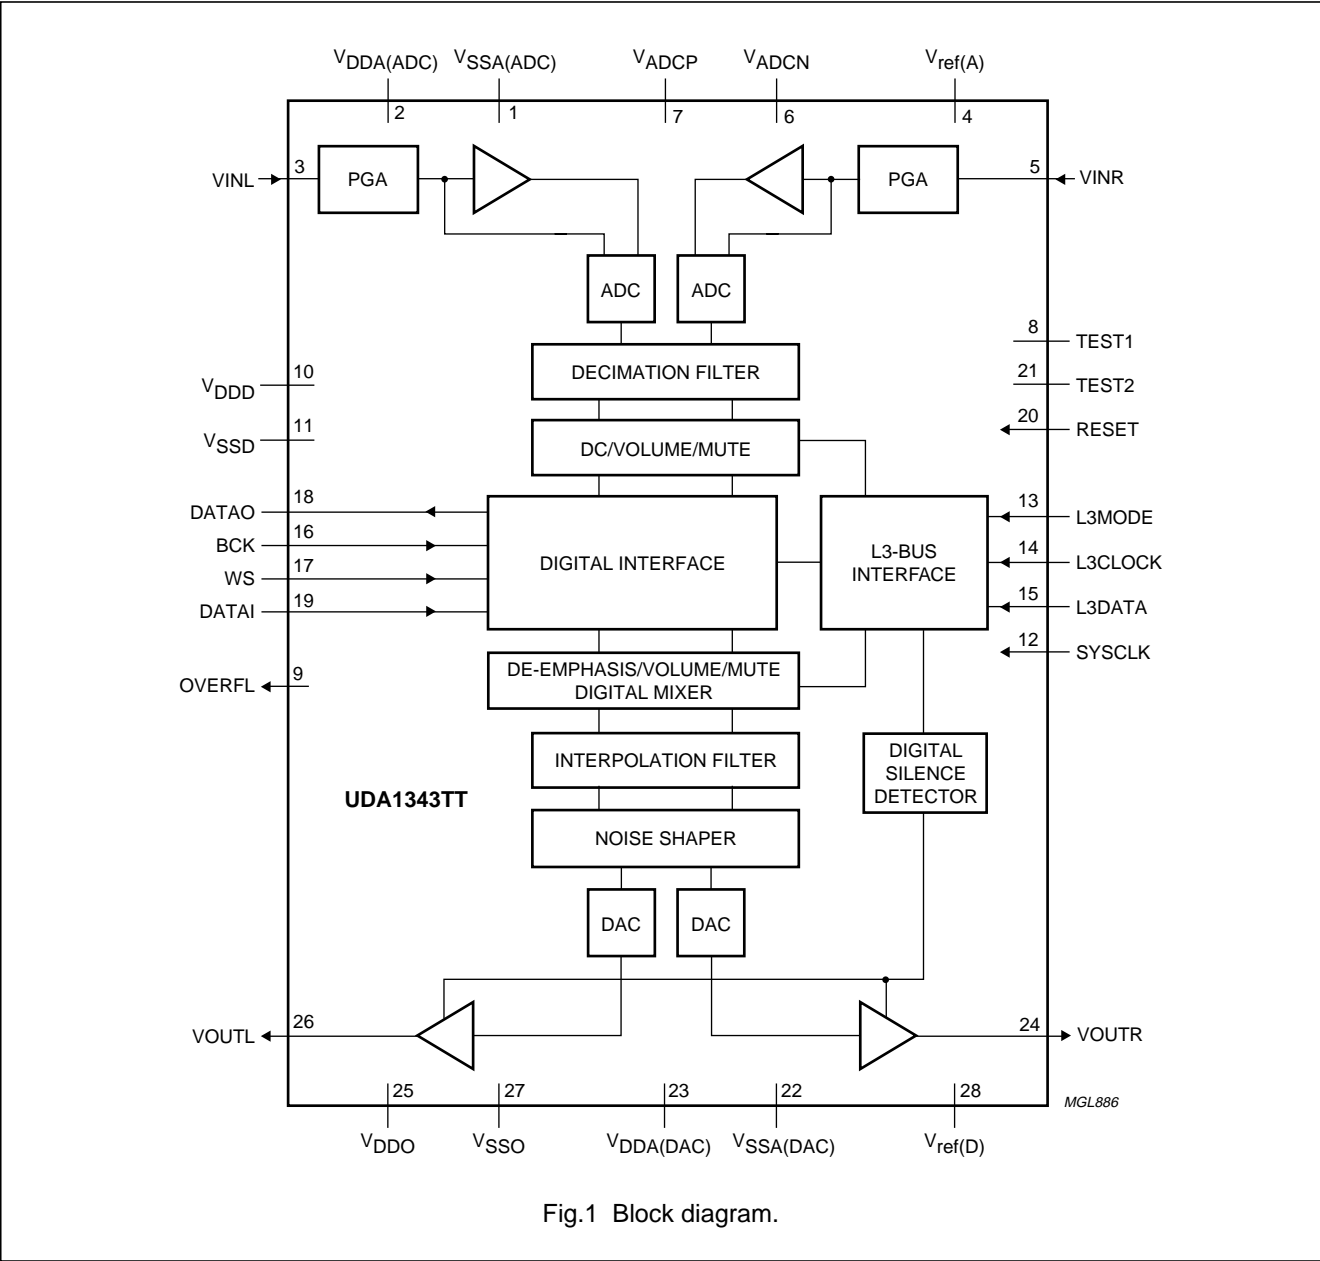 VDDA(ADC) VSSA(ADC) VADCP VADCN Vref(A)
2 1 7 6 4
VINL 3 PGA PGA 5 VINR
ADC ADC
8 TEST1
DECIMATION FILTER
10 VDDD
21 TEST2
20 RESET
11 VSSD
DC/VOLUME/MUTE
DATAO 18
BCK 16
WS 17
DATAI 19
DIGITAL INTERFACE
L3-BUS
INTERFACE
13 L3MODE
14 L3CLOCK
15 L3DATA
12 SYSCLK
OVERFL 9
DE-EMPHASIS/VOLUME/MUTE
DIGITAL MIXER
INTERPOLATION FILTER
DIGITAL
SILENCE
DETECTOR
UDA1343TT
NOISE SHAPER
DAC DAC
VOUTL 26
24 VOUTR
25 27 23 22 28
MGL886
VDDO VSSO VDDA(DAC) VSSA(DAC) Vref(D)
Fig.1 Block diagram.